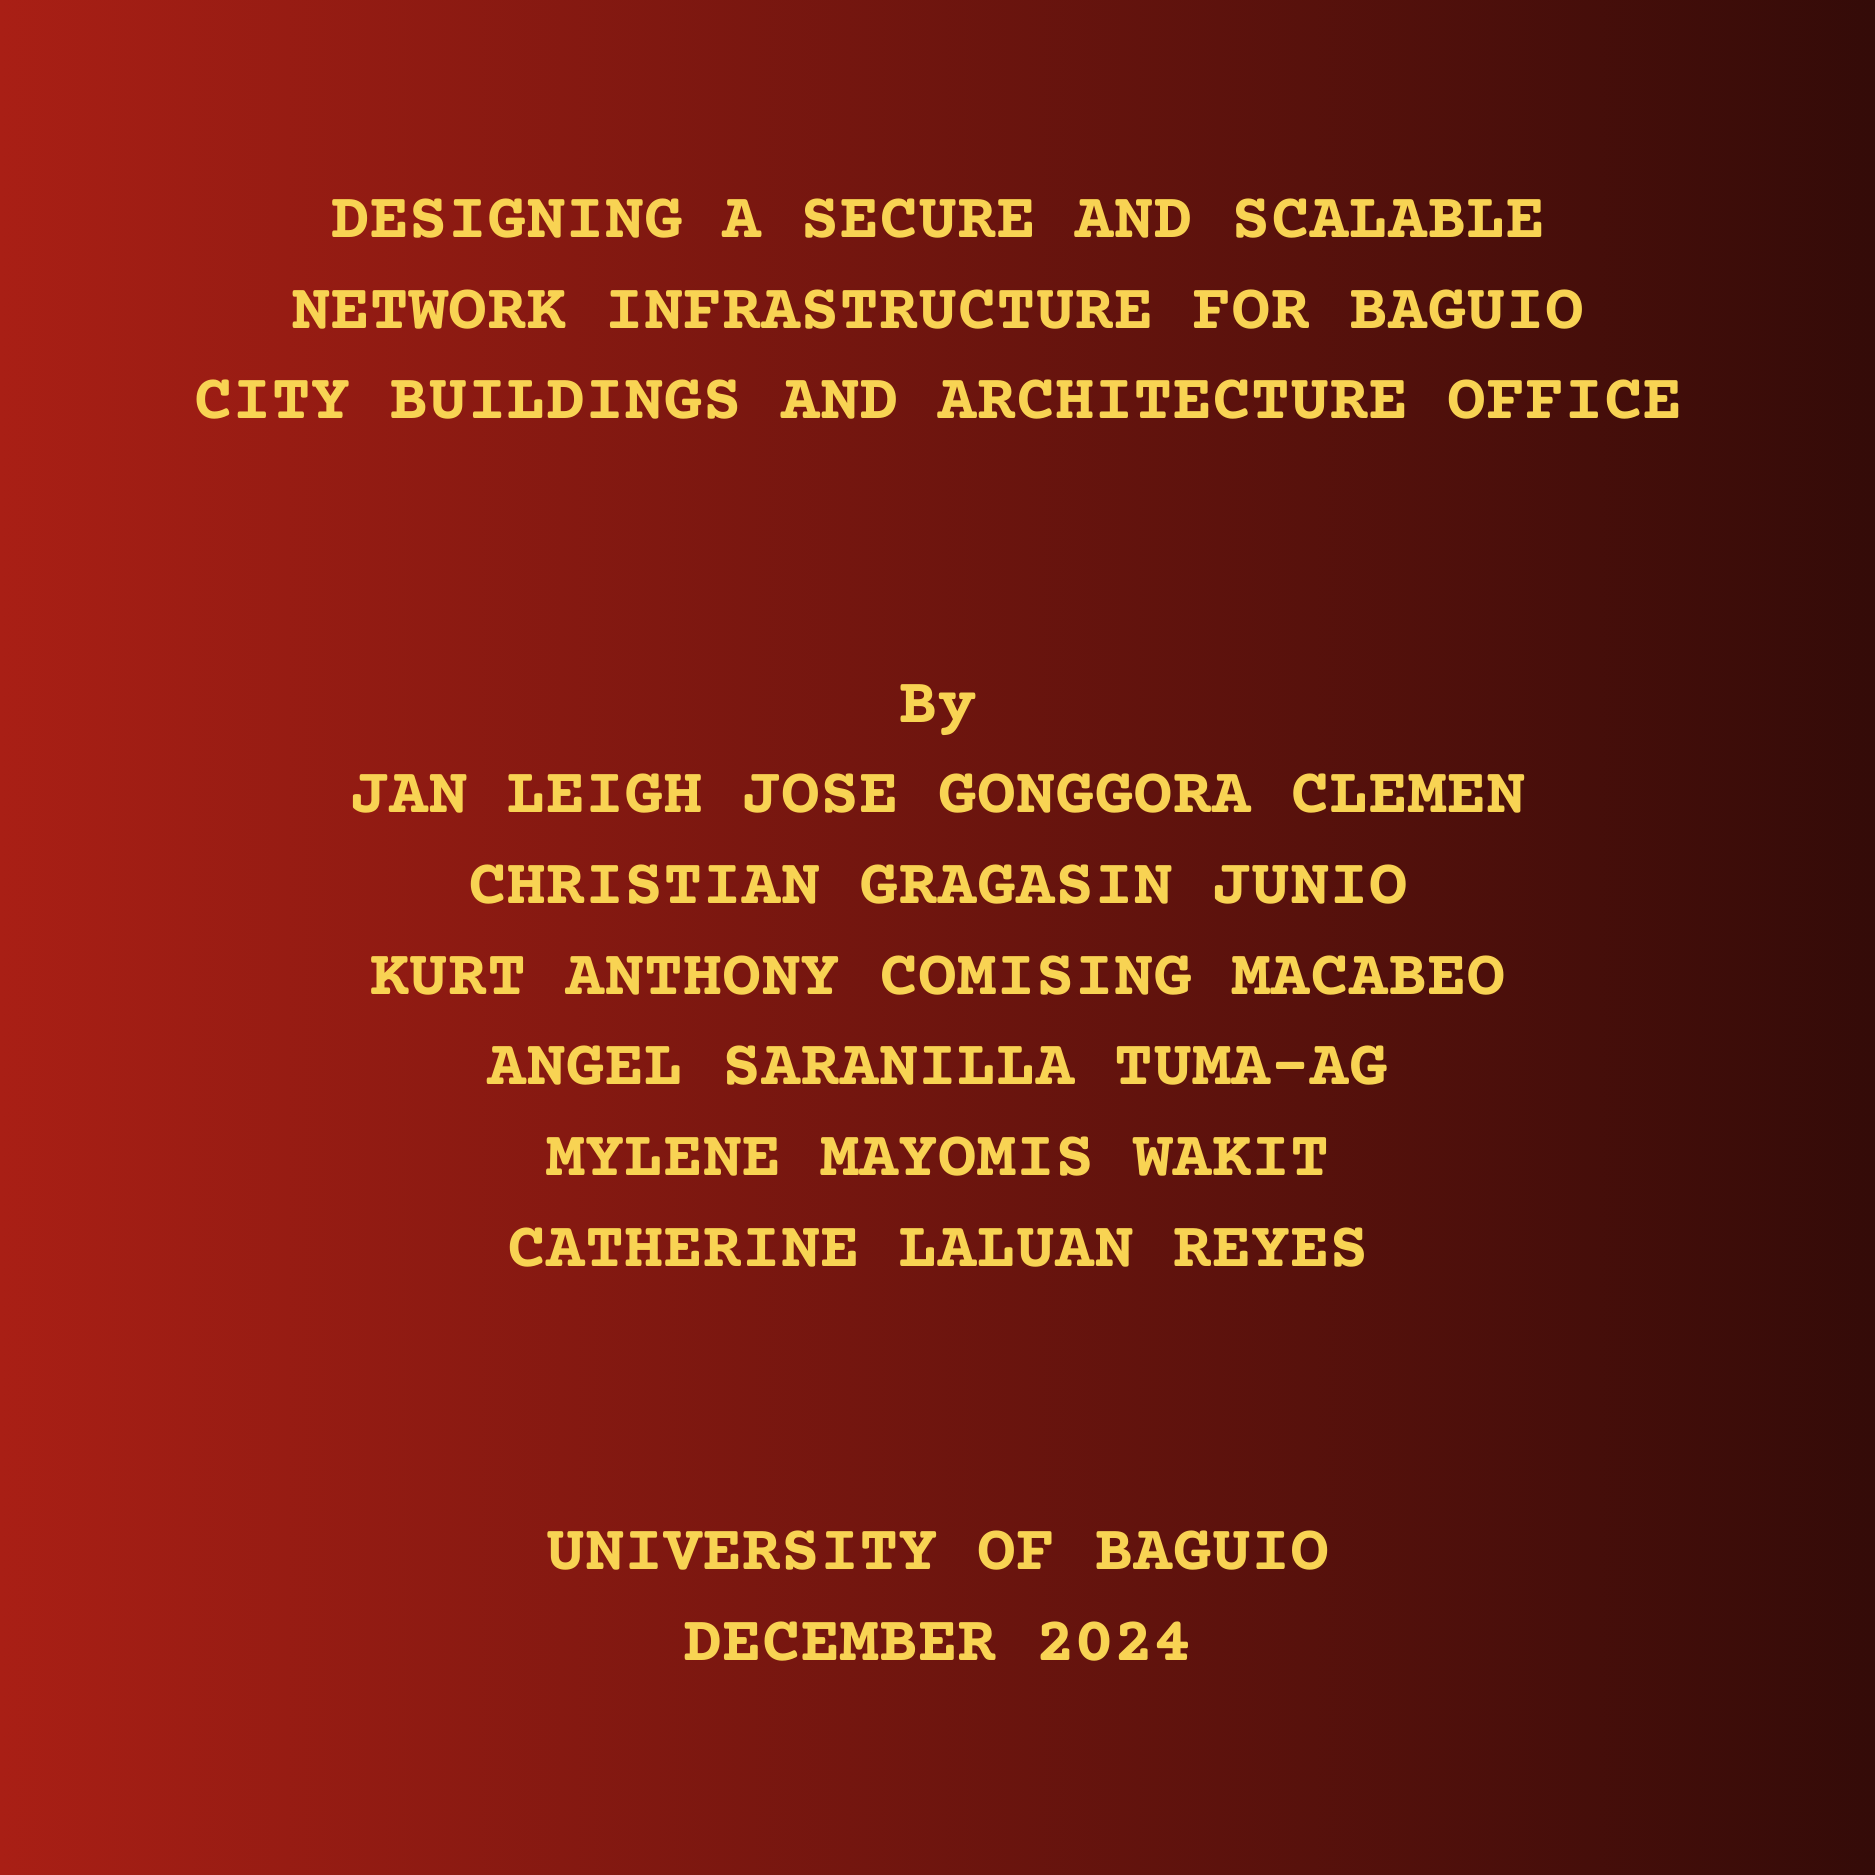 DESIGNING A SECURE AND SCALABLE
NETWORK INFRASTRUCTURE FOR BAGUIO
CITY BUILDINGS AND ARCHITECTURE OFFICE
By
JAN LEIGH JOSE GONGGORA CLEMEN
CHRISTIAN GRAGASIN JUNIO
KURT ANTHONY COMISING MACABEO
ANGEL SARANILLA TUMA-AG
MYLENE MAYOMIS WAKIT
CATHERINE LALUAN REYES
UNIVERSITY OF BAGUIO
DECEMBER 2024